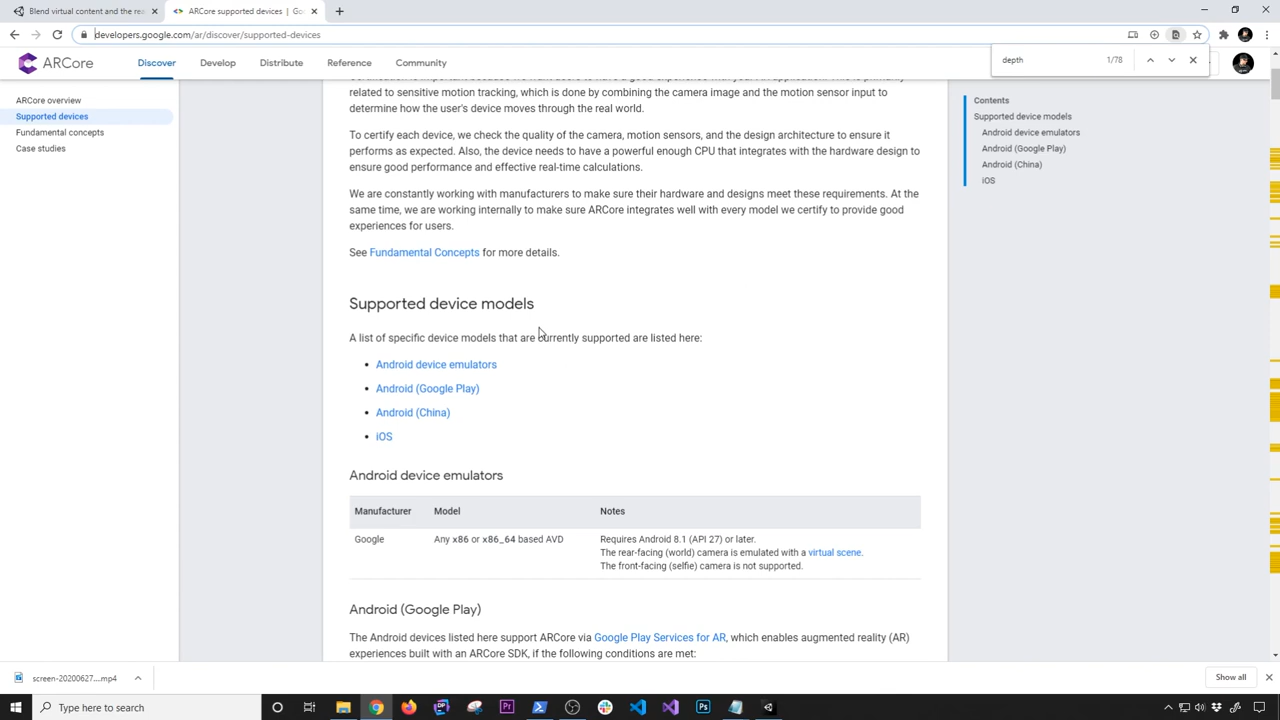 Blend virtual content and the rea
ARCore supported devices | Goo
developers.google.com/ar/discover/supported-devices
depth
1/78
ARCore
Discover
Develop
Distribute
Reference
Community
ARCore overview
Supported devices
Fundamental concepts
Case studies
related to sensitive motion tracking, which is done by combining the camera image and the motion sensor input to
determine how the user's device moves through the real world.
To certify each device, we check the quality of the camera, motion sensors, and the design architecture to ensure it
performs as expected. Also, the device needs to have a powerful enough CPU that integrates with the hardware design to
ensure good performance and effective real-time calculations.
We are constantly working with manufacturers to make sure their hardware and designs meet these requirements. At the
same time, we are working internally to make sure ARCore integrates well with every model we certify to provide good
experiences for users.
See Fundamental Concepts for more details.
Supported device models
A list of specific device models that are currently supported are listed here:
• Android device emulators
• Android (Google Play)
• Android (China)
• iOS
Android device emulators
Manufacturer Model Notes
Google Any x86 or x86_64 based AVD Requires Android 8.1 (API 27) or later.
The rear-facing (world) camera is emulated with a virtual scene.
The front-facing (selfie) camera is not supported.
Android (Google Play)
The Android devices listed here support ARCore via Google Play Services for AR, which enables augmented reality (AR)
experiences built with an ARCore SDK, if the following conditions are met:
Contents
Supported device models
Android device emulators
Android (Google Play)
Android (China)
iOS
screen-20200627....mp4
Show all
Type here to search